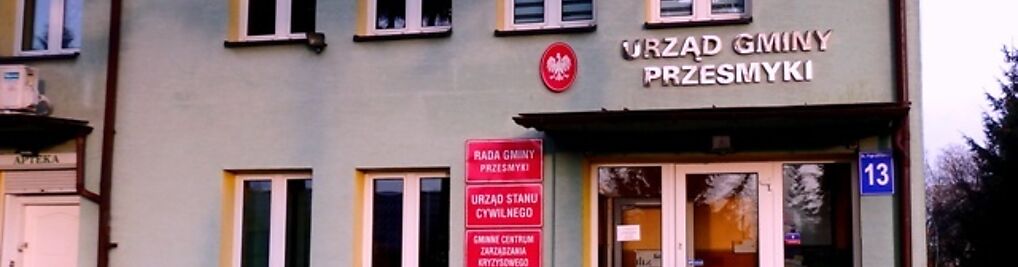 URZĄD GMINY
PRZESMYKI
RADA GMINY
PRZESMYKI
URZĄD STANU
CYWILNEGO
GMINNE CENTRUM
ZARZĄDZANIA
KRYZYSOWEGO
APTEKA
13